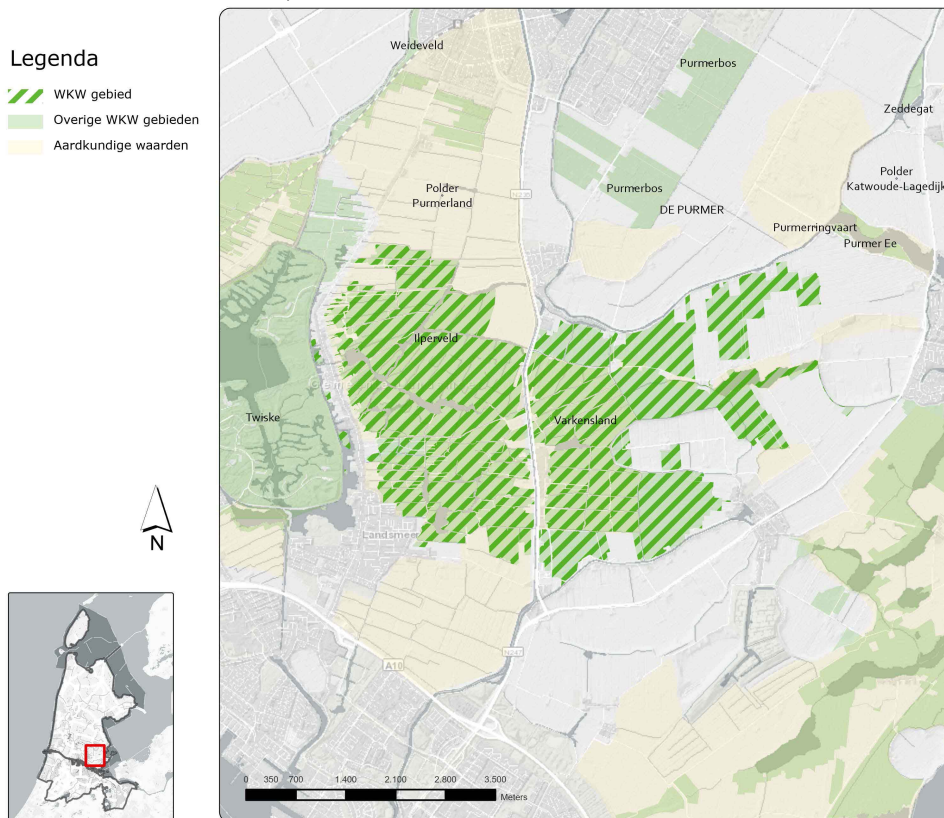 Legenda
WKW gebied
Overige WKW gebieden
Aardkundige waarden
N
Weideveld
Purmerbos
Zeddegat
Polder
Katwoude-Lagedijk
Polder
Purmerland
Purmerbos
DE PURMER
Purmerringvaart
Purmer Ee
Ilperveld
Twiske
Varkensland
Landsmeer
A10
N247
0 350 700 1.400 2.100 2.800 3.500
Meters